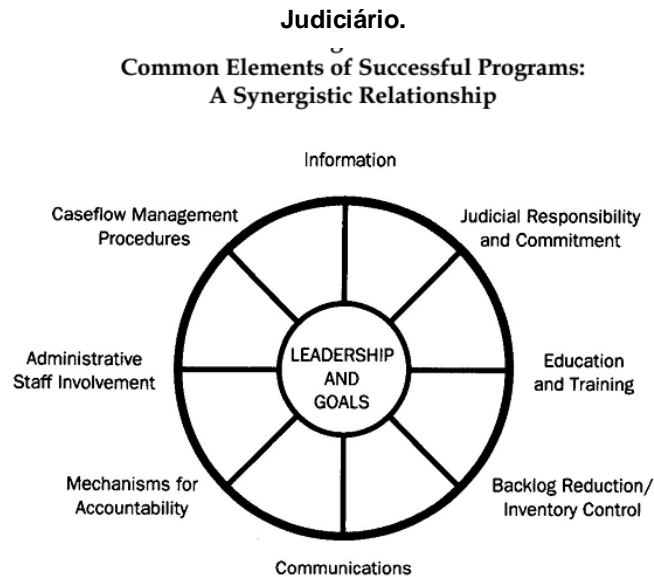 Judiciário.
Common Elements of Successful Programs:
A Synergistic Relationship
Information
Caseflow Management
Procedures
Judicial Responsibility
and Commitment
LEADERSHIP
AND
GOALS
Administrative
Staff Involvement
Education
and Training
Mechanisms for
Accountability
Backlog Reduction/
Inventory Control
Communications